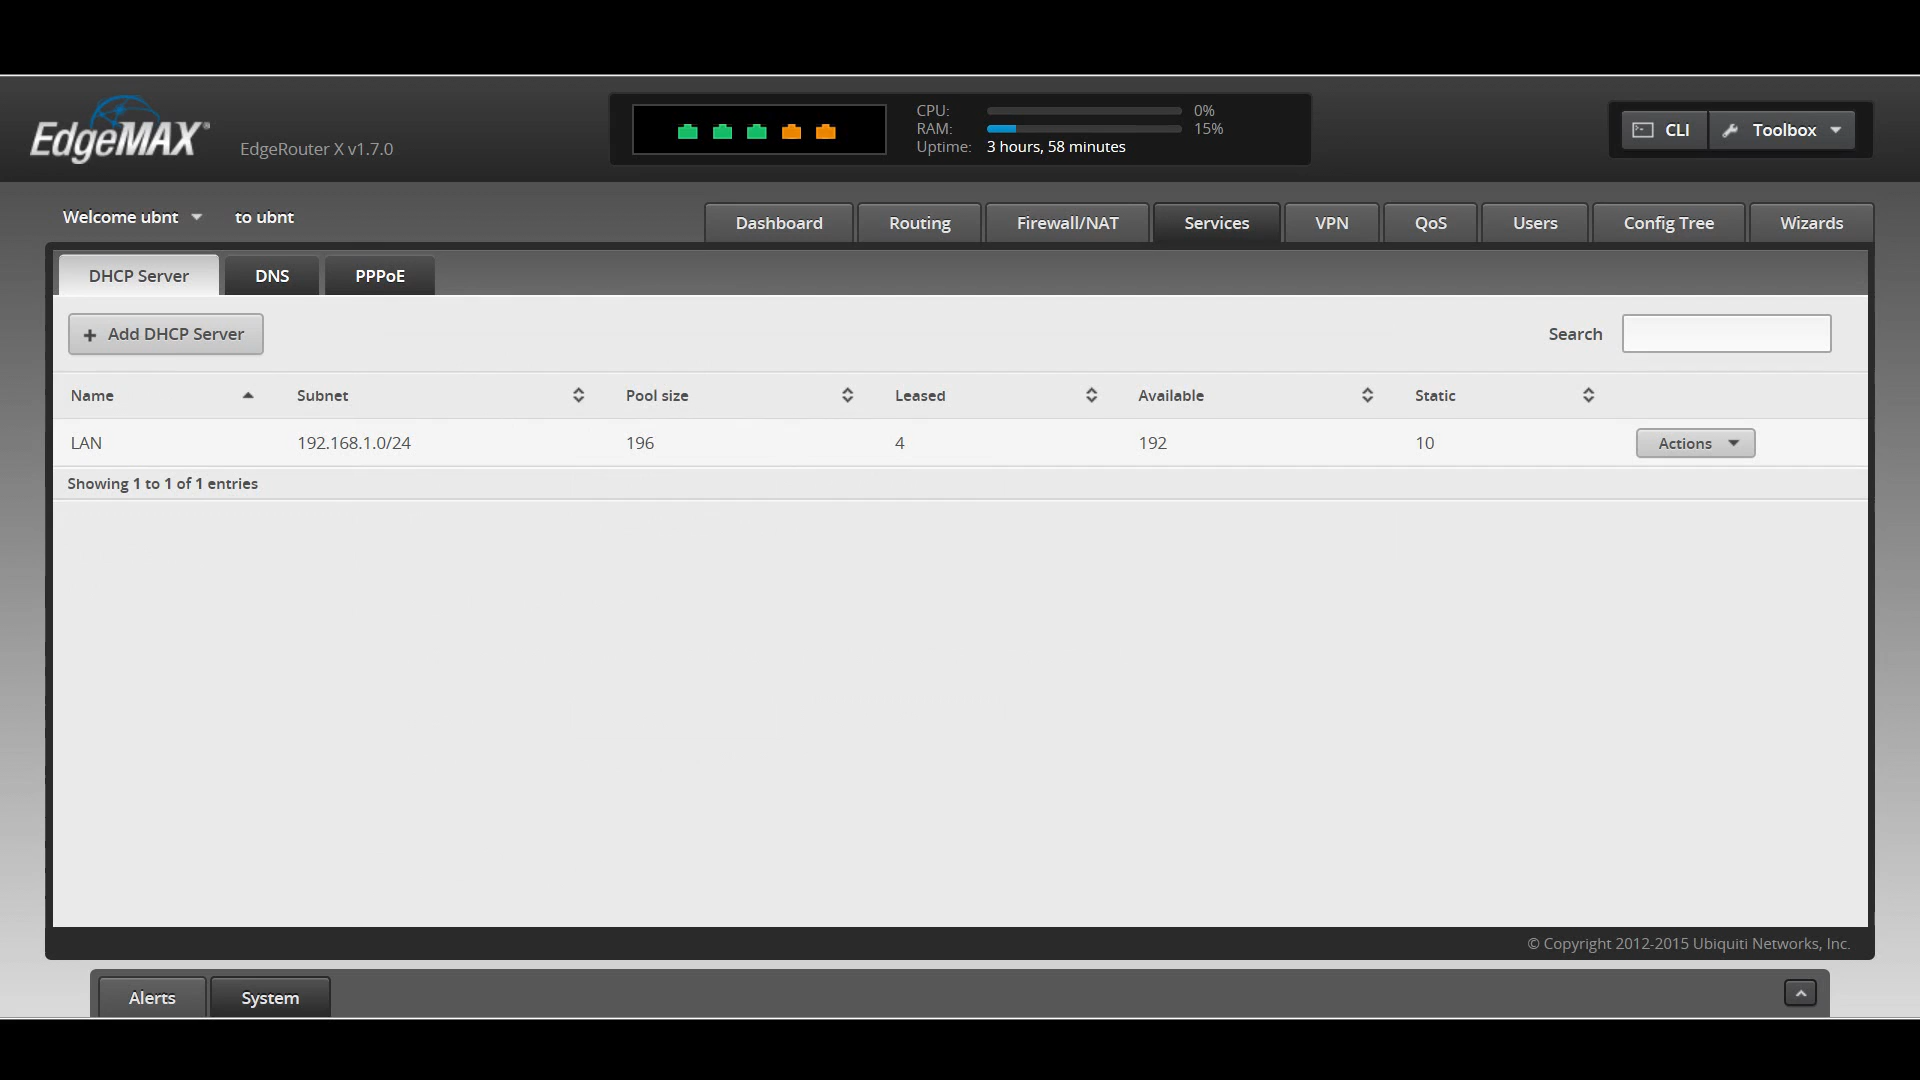 EdgeMAX®
EdgeRouter X v1.7.0
CPU: 0%
RAM: 15%
Uptime: 3 hours, 58 minutes
CLI Toolbox
Welcome ubnt to ubnt
Dashboard Routing Firewall/NAT Services VPN QoS Users Config Tree Wizards
DHCP Server DNS PPPoE
+ Add DHCP Server Search
Name Subnet Pool size Leased Available Static
LAN 192.168.1.0/24 196 4 192 10 Actions
Showing 1 to 1 of 1 entries
© Copyright 2012-2015 Ubiquiti Networks, Inc.
Alerts System